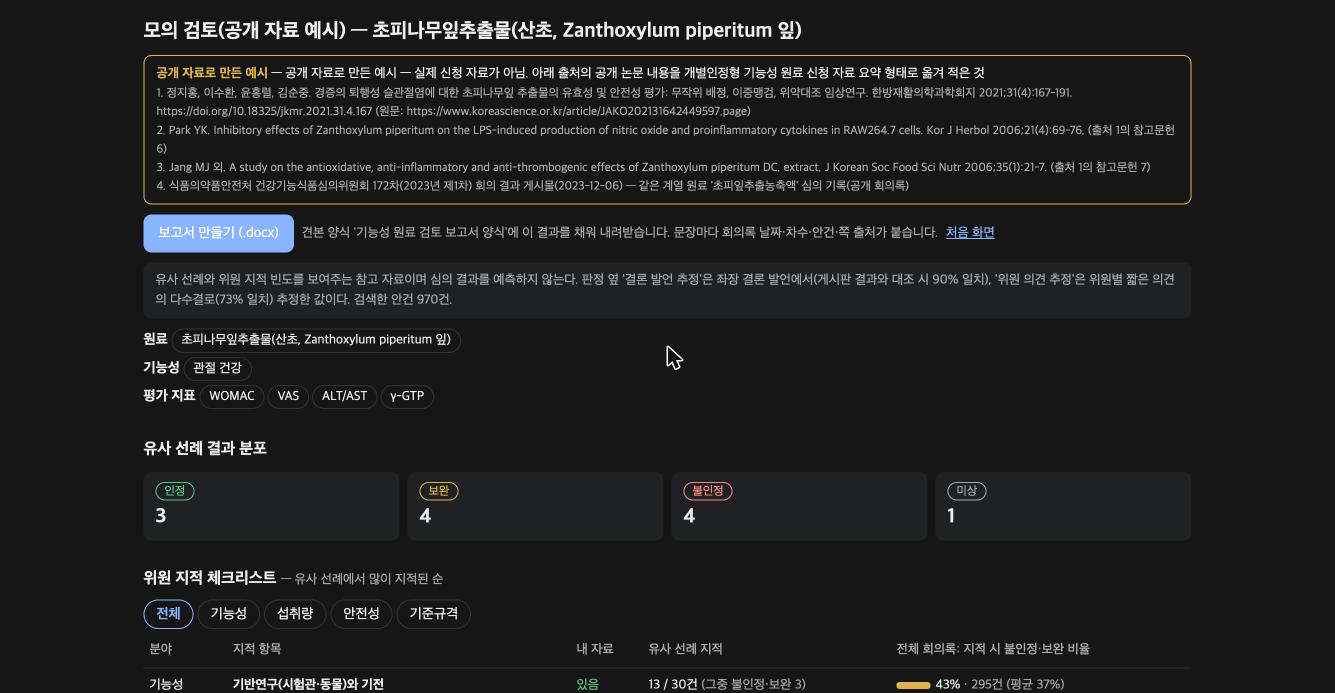 모의 검토(공개 자료 예시) — 초피나무잎추출물(산초, Zanthoxylum piperitum 잎)
공개 자료로 만든 예시 — 공개 자료로 만든 예시 — 실제 신청 자료가 아님. 아래 출처의 공개 논문 내용을 개별인정형 기능성 원료 신청 자료 요약 형태로 옮겨 적은 것
1. 정지홍, 이수환, 윤홍렬, 김순중. 경증의 퇴행성 슬관절염에 대한 초피나무잎 추출물의 유효성 및 안전성 평가: 무작위 배정, 이중맹검, 위약대조 임상연구. 한방재활의학과학회지 2021;31(4):167-191.
https://doi.org/10.18325/jkmr.2021.31.4.167 (원문: https://www.koreascience.or.kr/article/JAKO202131642449597.page)
2. Park YK. Inhibitory effects of Zanthoxylum piperitum on the LPS-induced production of nitric oxide and proinflammatory cytokines in RAW264.7 cells. Kor J Herbol 2006;21(4):69-76. (출처 1의 참고문헌
6)
3. Jang MJ 외. A study on the antioxidative, anti-inflammatory and anti-thrombogenic effects of Zanthoxylum piperitum DC. extract. J Korean Soc Food Sci Nutr 2006;35(1):21-7. (출처 1의 참고문헌 7)
4. 식품의약품안전처 건강기능식품심의위원회 172차(2023년 제1차) 회의 결과 게시물(2023-12-06) — 같은 계열 원료 '초피잎추출농축액' 심의 기록(공개 회의록)
보고서 만들기 (.docx) 견본 양식 '기능성 원료 검토 보고서 양식'에 이 결과를 채워 내려받습니다. 문장마다 회의록 날짜·차수·안건·쪽 출처가 붙습니다. 처음 화면
유사 선례와 위원 지적 빈도를 보여주는 참고 자료이며 심의 결과를 예측하지 않는다. 판정 옆 '결론 발언 추정'은 좌장 결론 발언에서(게시판 결과와 대조 시 90% 일치), '위원 의견 추정'은 위원별 짧은 의견
의 다수결로(73% 일치) 추정한 값이다. 검색한 안건 970건.
원료 초피나무잎추출물(산초, Zanthoxylum piperitum 잎)
기능성 관절 건강
평가 지표 WOMAC VAS ALT/AST γ-GTP
유사 선례 결과 분포
인정 보완 불인정 미상
3 4 4 1
위원 지적 체크리스트 — 유사 선례에서 많이 지적된 순
전체 기능성 섭취량 안전성 기준규격
분야 지적 항목 내 자료 유사 선례 지적 전체 회의록: 지적 시 불인정·보완 비율
기능성 기반연구(시험관·동물)와 기전 있음 13 / 30건 (그중 불인정·보완 3) 43% · 295건 (평균 37%)